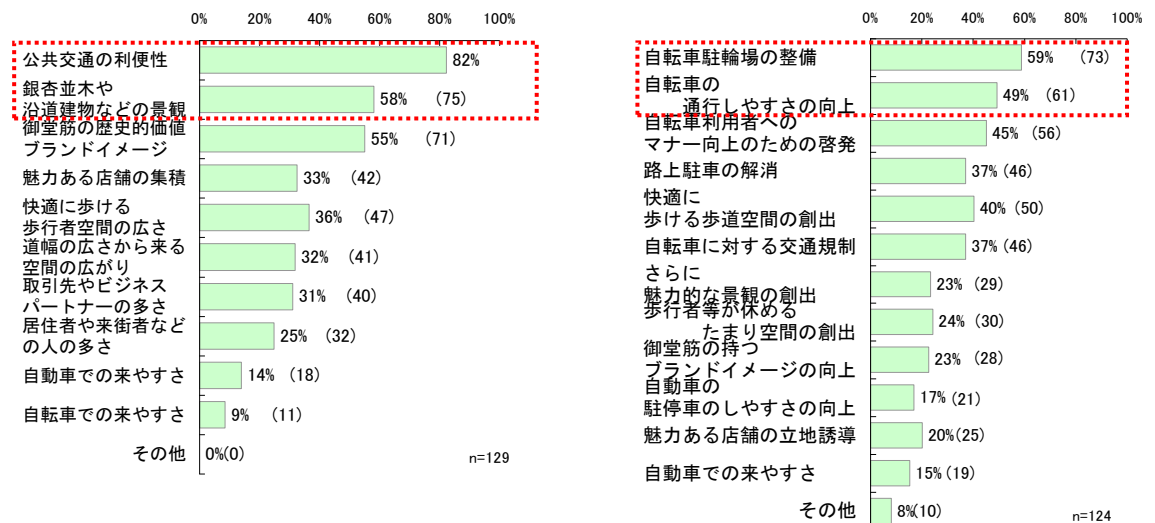 0% 20% 40% 60% 80% 100%
公共交通の利便性 82%
銀杏並木や
沿道建物などの景観 58% (75)
御堂筋の歴史的価値
ブランドイメージ 55% (71)
魅力ある店舗の集積 33% (42)
快適に歩ける
歩行者空間の広さ 36% (47)
道幅の広さから来る
空間の広がり 32% (41)
取引先やビジネス
パートナーの多さ 31% (40)
居住者や来街者など
の人の多さ 25% (32)
自動車での来やすさ 14% (18)
自転車での来やすさ 9% (11)
その他 0%(0)
n=129
0% 20% 40% 60% 80% 100%
自転車駐輪場の整備 59% (73)
自転車の
通行しやすさの向上 49% (61)
自転車利用者への
マナー向上のための啓発 45% (56)
路上駐車の解消 37% (46)
快適に
歩ける歩道空間の創出 40% (50)
自転車に対する交通規制 37% (46)
さらに
魅力的な景観の創出 23% (29)
歩行者等が休める
たまり空間の創出 24% (30)
御堂筋の持つ
ブランドイメージの向上 23% (28)
自動車の
駐停車のしやすさの向上 17% (21)
魅力ある店舗の立地誘導 20%(25)
自動車での来やすさ 15% (19)
その他 8%(10)
n=124